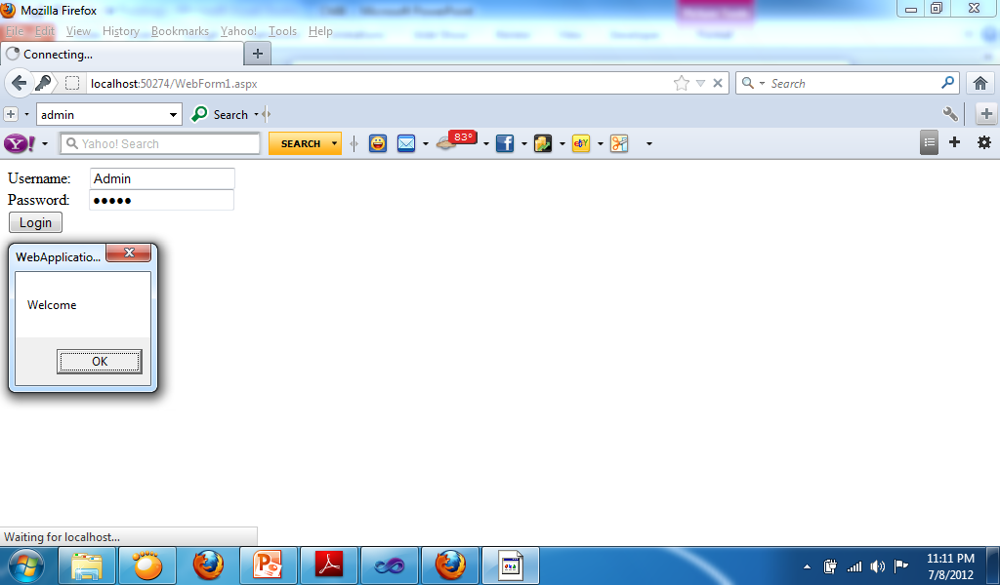 Mozilla Firefox
File Edit View History Bookmarks Yahoo! Tools Help
Connecting...
localhost:50274/WebForm1.aspx
Search
admin
Search
Y!
Yahoo! Search
SEARCH
83°
Username: Admin
Password: •••••
Login
WebApplicatio...
Welcome
OK
Waiting for localhost...
11:11 PM
7/8/2012